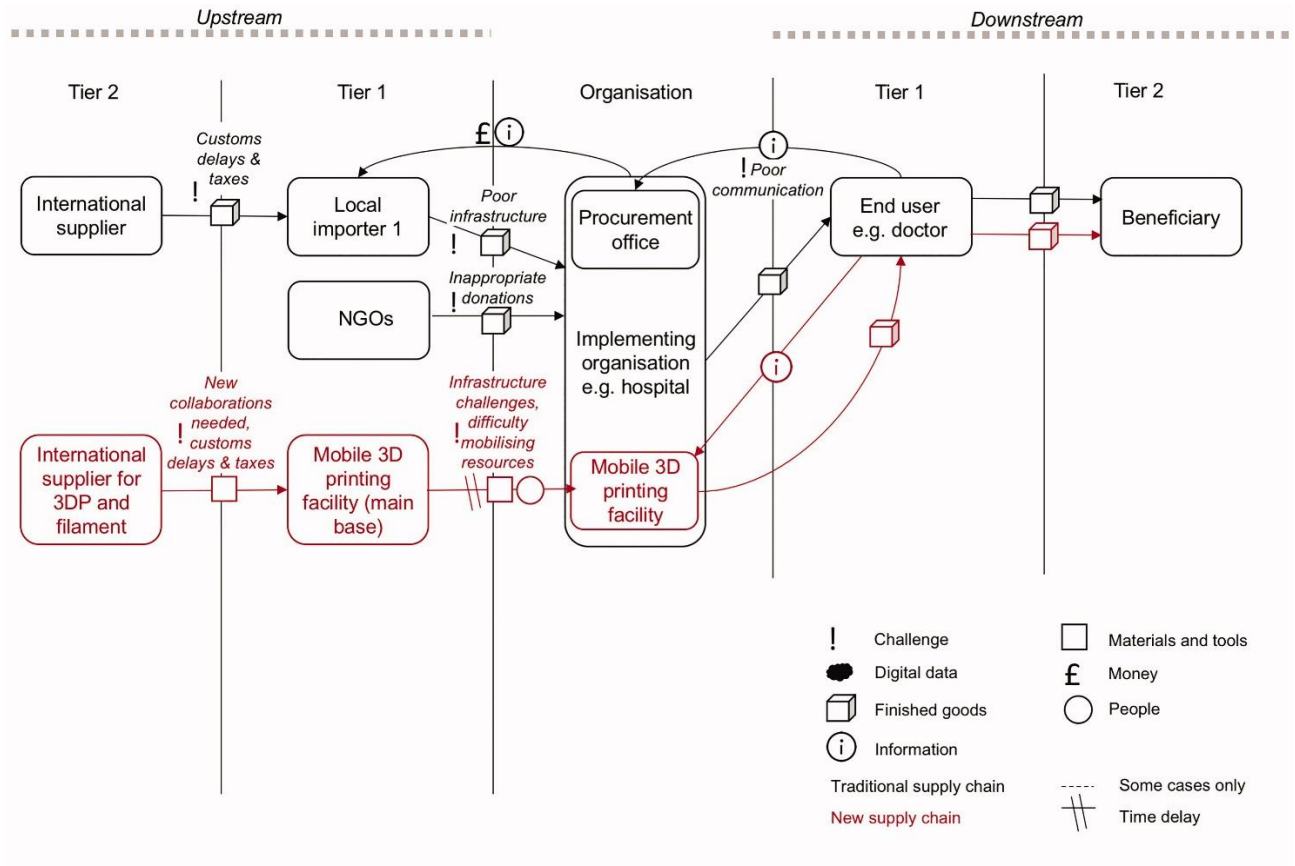 Upstream
Downstream
Tier 2
Tier 1
Organisation
Tier 1
Tier 2
Customs
delays &
taxes
!
£
i
i
! Poor
communication
International
supplier
Local
importer 1
Poor
infrastructure
!
Procurement
office
End user
e.g. doctor
Beneficiary
Inappropriate
donations
!
NGOs
Implementing
organisation
e.g. hospital
i
New
collaborations
needed,
customs
delays & taxes
!
Infrastructure
challenges,
difficulty
mobilising
resources
!
International
supplier for
3DP and
filament
Mobile 3D
printing
facility (main
base)
Mobile 3D
printing
facility
! Challenge
Digital data
Finished goods
i Information
Traditional supply chain
New supply chain
Materials and tools
£ Money
People
Some cases only
Time delay